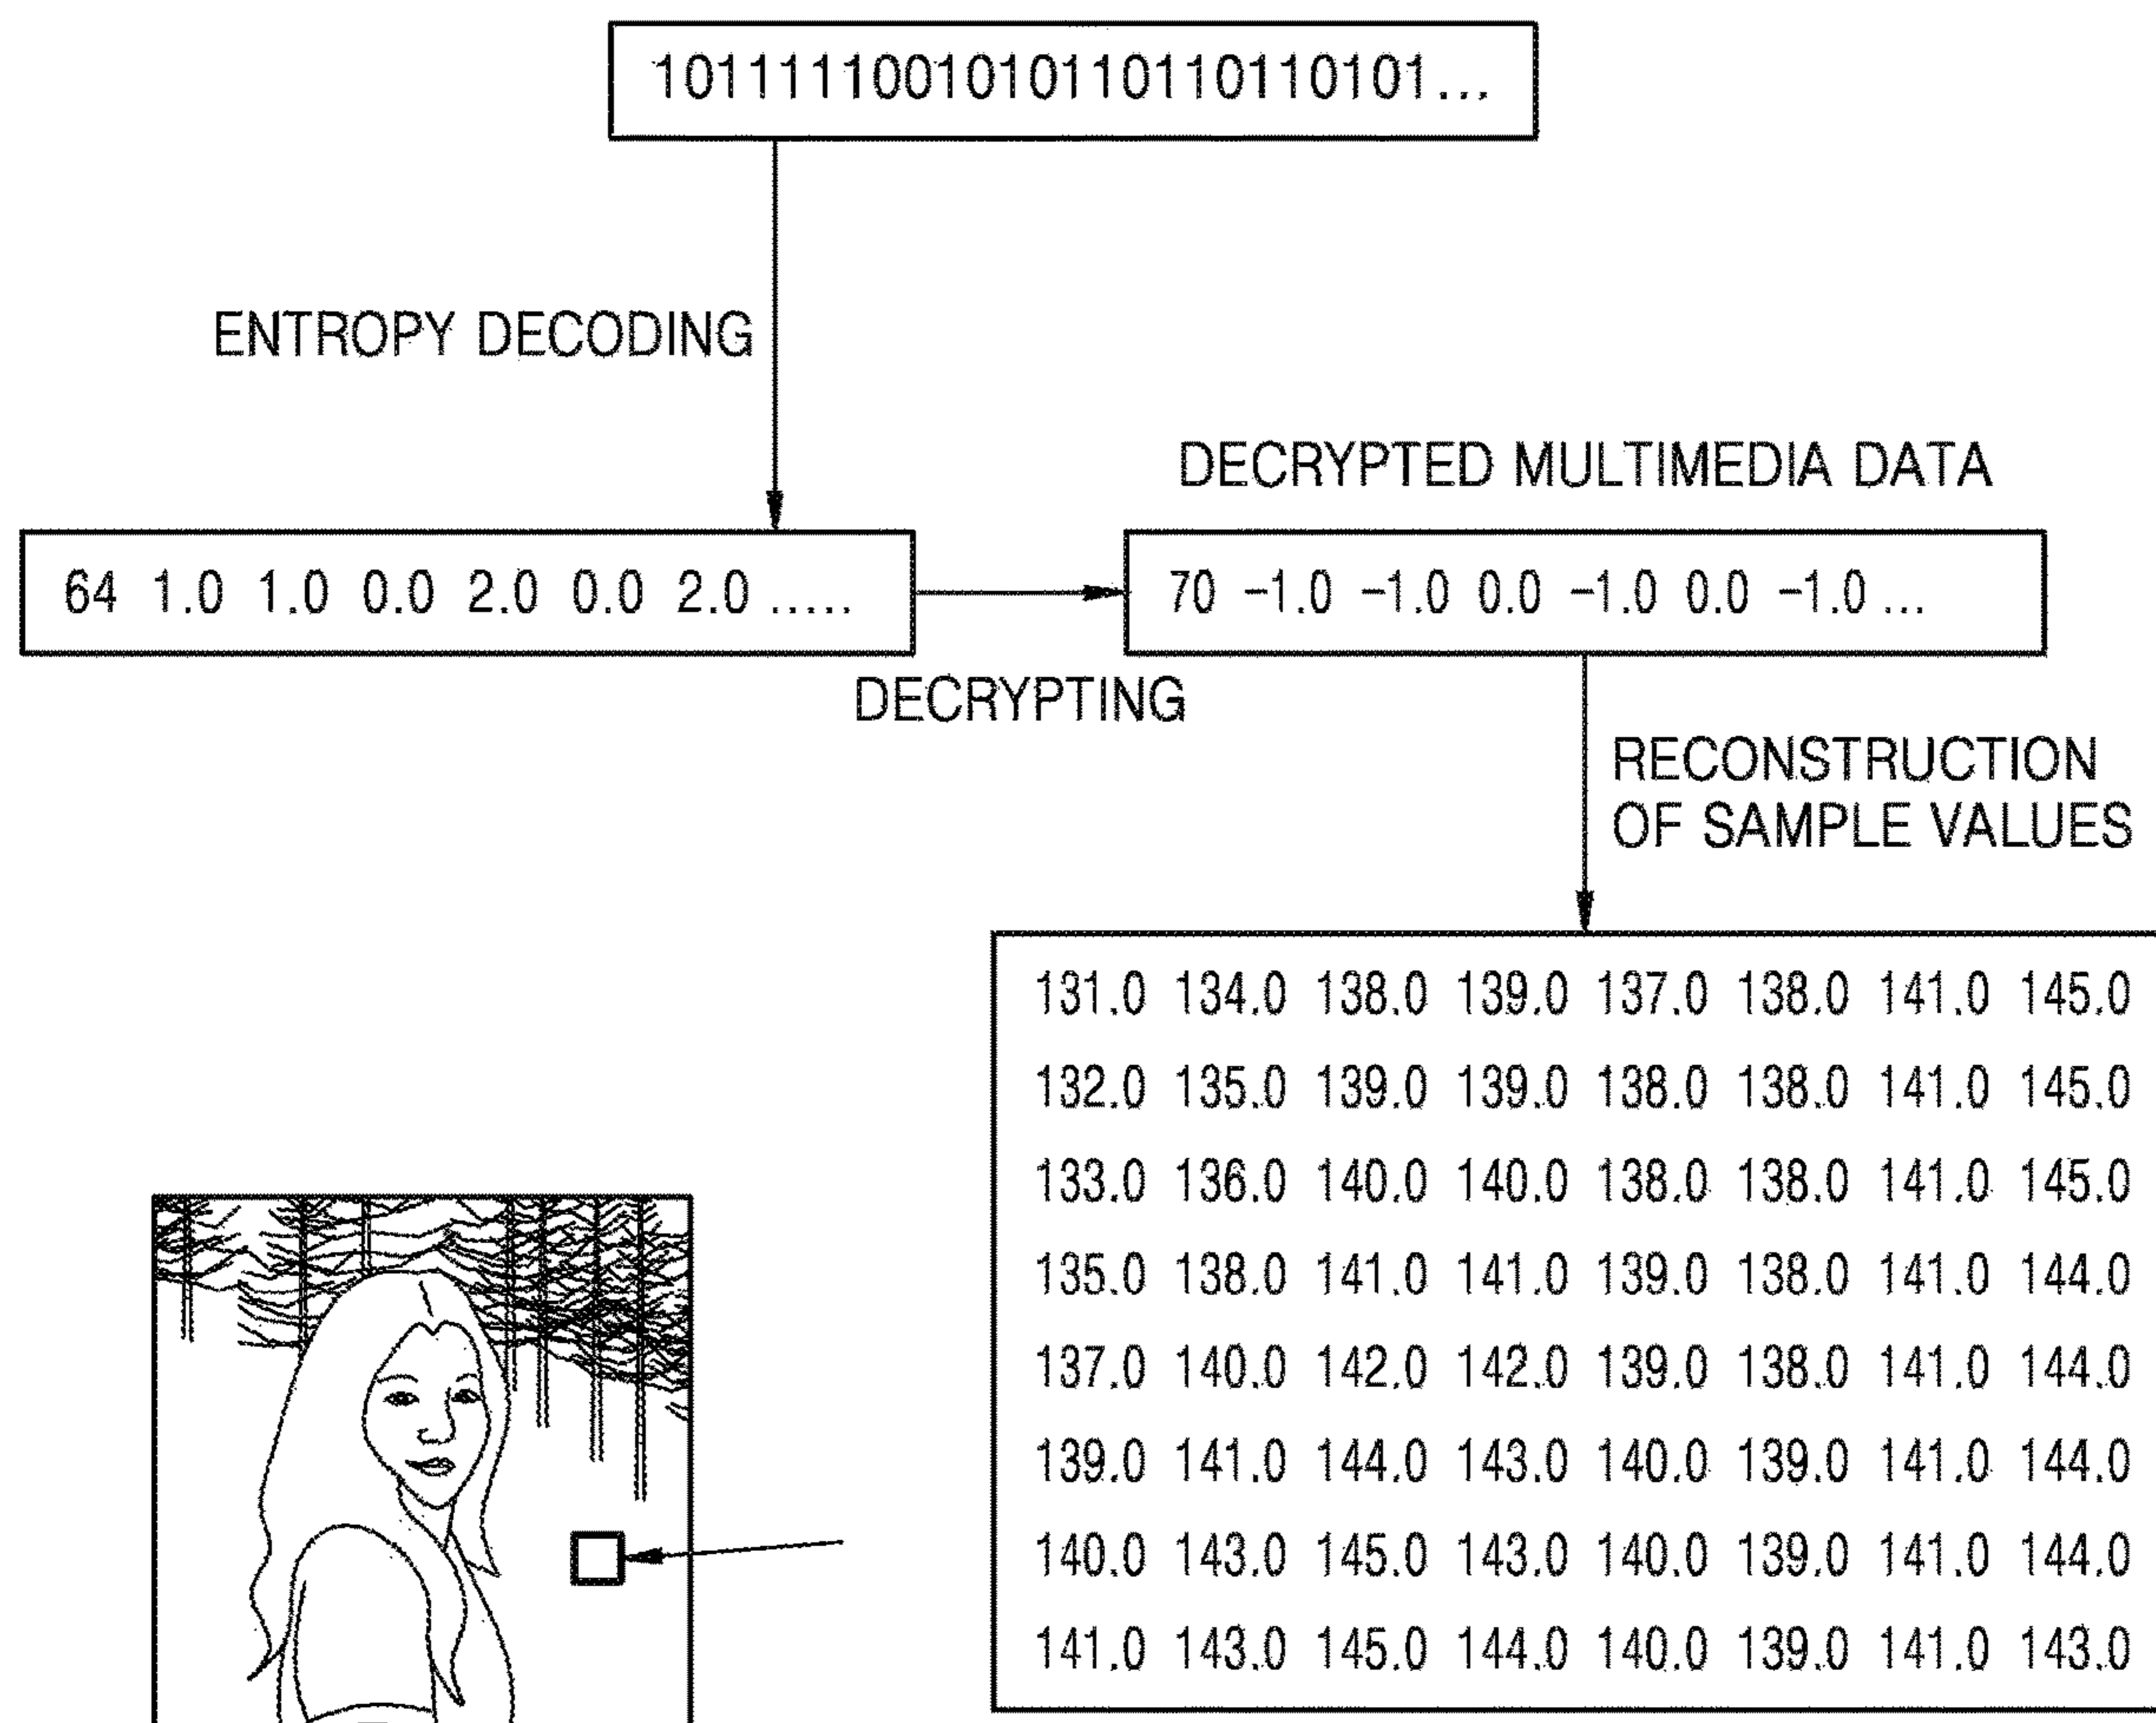 1011111001010110110110101...
ENTROPY DECODING
DECRYPTED MULTIMEDIA DATA
64 1.0 1.0 0.0 2.0 0.0 2.0 .....
70 −1.0 −1.0 0.0 −1.0 0.0 −1.0 ...
DECRYPTING
RECONSTRUCTION
OF SAMPLE VALUES
131.0 134.0 138.0 139.0 137.0 138.0 141.0 145.0
132.0 135.0 139.0 139.0 138.0 138.0 141.0 145.0
133.0 136.0 140.0 140.0 138.0 138.0 141.0 145.0
135.0 138.0 141.0 141.0 139.0 138.0 141.0 144.0
137.0 140.0 142.0 142.0 139.0 138.0 141.0 144.0
139.0 141.0 144.0 143.0 140.0 139.0 141.0 144.0
140.0 143.0 145.0 143.0 140.0 139.0 141.0 144.0
141.0 143.0 145.0 144.0 140.0 139.0 141.0 143.0